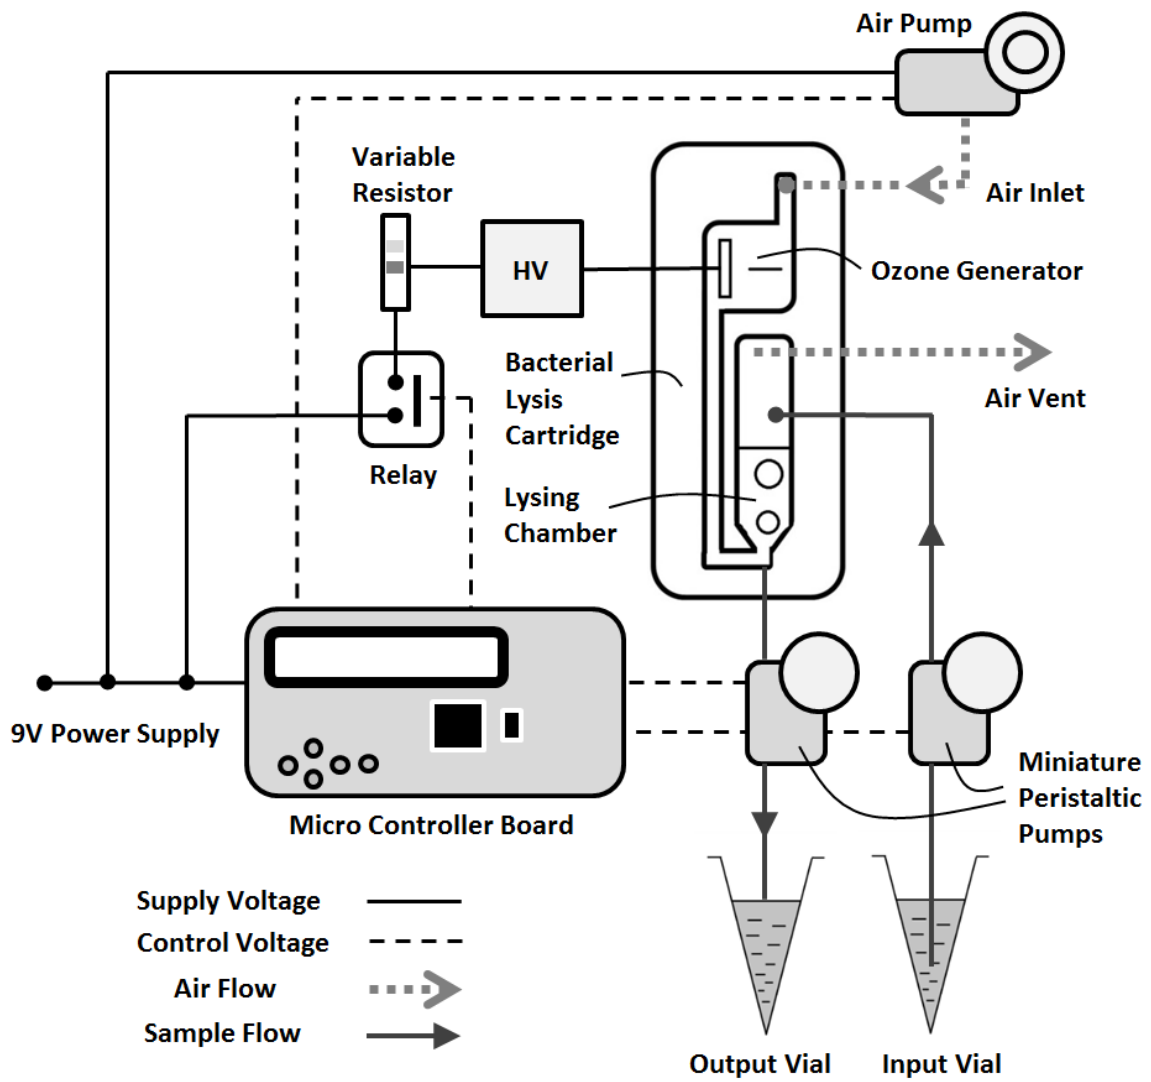 Air Pump
Variable
Resistor
Air Inlet
HV
Ozone Generator
Bacterial
Lysis
Cartridge
Air Vent
Relay
Lysing
Chamber
9V Power Supply
Miniature
Peristaltic
Pumps
Micro Controller Board
Supply Voltage
Control Voltage
Air Flow
Sample Flow
Output Vial
Input Vial